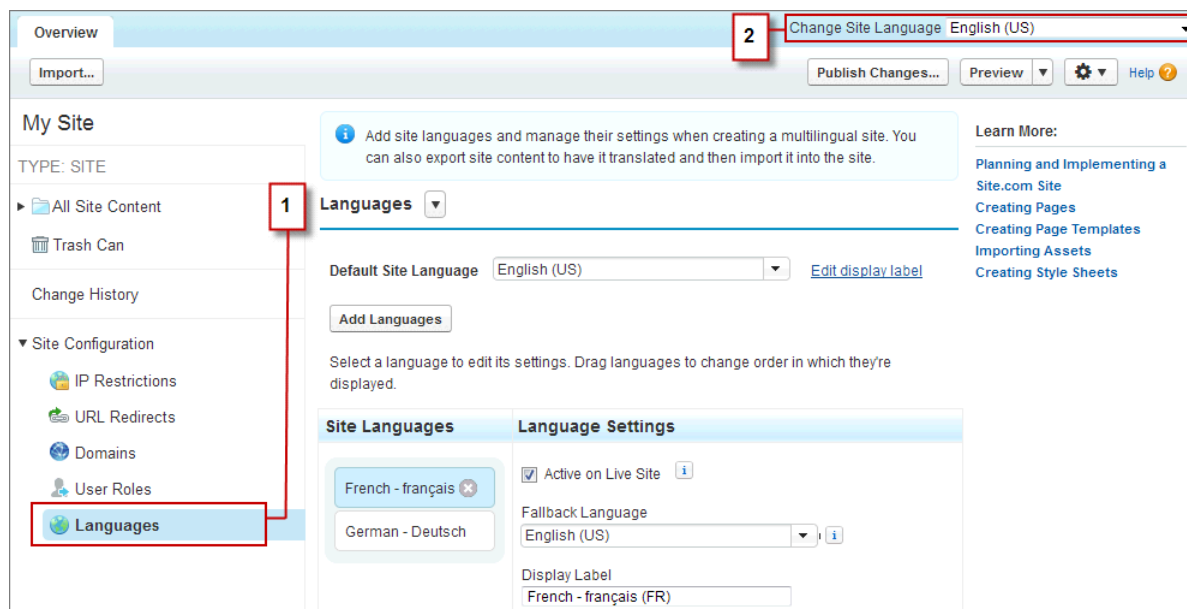 Overview
2
Change Site Language English (US)
Import...
Publish Changes...
Preview
Help
My Site
TYPE: SITE
All Site Content
Trash Can
Change History
Site Configuration
IP Restrictions
URL Redirects
Domains
User Roles
Languages
1
Add site languages and manage their settings when creating a multilingual site. You
can also export site content to have it translated and then import it into the site.
Languages
Default Site Language English (US) Edit display label
Add Languages
Select a language to edit its settings. Drag languages to change order in which they're
displayed.
Site Languages
French - français
German - Deutsch
Language Settings
Active on Live Site
Fallback Language
English (US)
Display Label
French - français (FR)
Learn More:
Planning and Implementing a
Site.com Site
Creating Pages
Creating Page Templates
Importing Assets
Creating Style Sheets